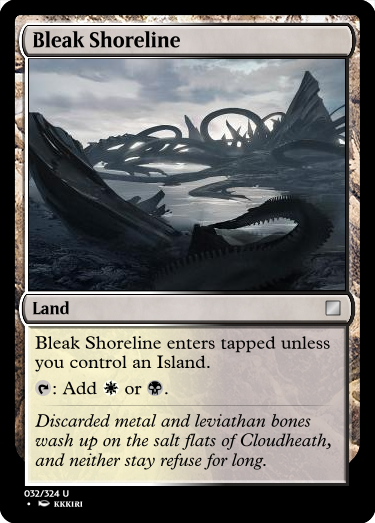 Bleak Shoreline
Land
Bleak Shoreline enters tapped unless
you control an Island.
: Add or .
Discarded metal and leviathan bones
wash up on the salt flats of Cloudheath,
and neither stay refuse for long.
032/324 U
• KKKIRI